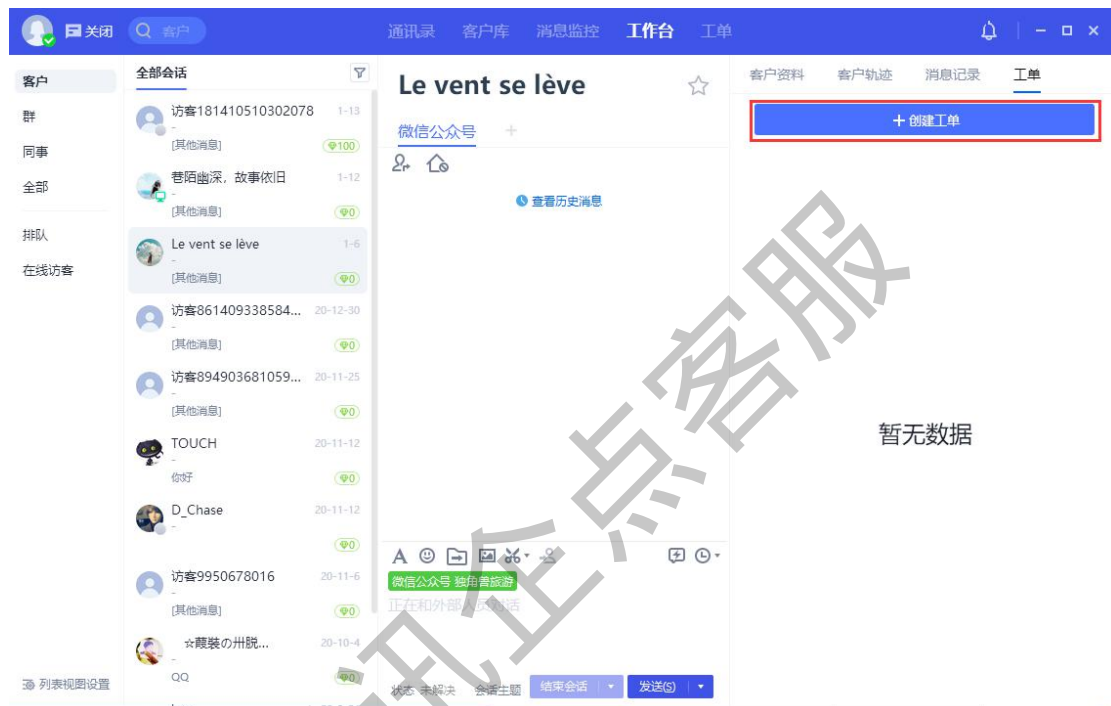 关闭
客户
通讯录
客户库
消息监控
工作台
工单
客户
群
同事
全部
排队
在线访客
列表视图设置
全部会话
访客181410510302078
1-13
-
[其他消息]
100
巷陌幽深，故事依旧
1-12
-
[其他消息]
0
Le vent se lève
1-6
-
[其他消息]
0
访客861409338584...
20-12-30
-
[其他消息]
0
访客894903681059...
20-11-25
-
[其他消息]
0
TOUCH
20-11-12
-
你好
0
D_Chase
20-11-12
-
0
访客9950678016
20-11-6
-
[其他消息]
0
☆葭裝の卅脱...
20-10-4
-
QQ
0
Le vent se lève
微信公众号
+
查看历史消息
微信公众号 独角兽旅游
正在和外部人员对话
状态 未解决
会话主题
结束会话
发送(S)
客户资料
客户轨迹
消息记录
工单
+ 创建工单
暂无数据
讯企点客服